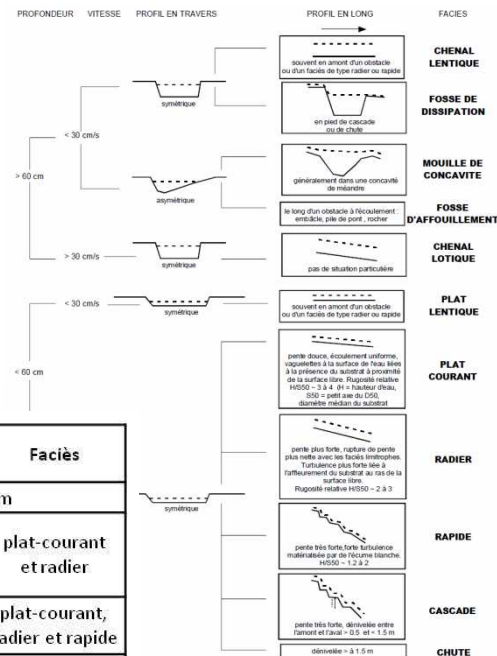 PROFONDEUR VITESSE PROFIL EN TRAVERS PROFIL EN LONG FACIES
souvent en amont d'un obstacle
ou d'un faciès de type radier ou rapide
CHENAL
LENTIQUE
symétrique
en pied de cascade
ou de chute
FOSSE DE
DISSIPATION
< 30 cm/s
> 60 cm
généralement dans une concavité
de méandre
MOUILLE DE
CONCAVITE
asymétrique
le long d'un obstacle à l'écoulement :
embâcle, pile de pont , rocher
FOSSE
D'AFFOUILLEMENT
> 30 cm/s
symétrique
pas de situation particulière
CHENAL
LOTIQUE
< 30 cm/s
symétrique
souvent en amont d'un obstacle
ou d'un faciès de type radier ou rapide
PLAT
LENTIQUE
< 60 cm
pente douce, écoulement uniforme,
vaguelettes à la surface de l'eau liées
à la présence du substrat à proximité
de la surface libre. Rugosité relative
H/S50 ~ 3 à 4 (H = hauteur d'eau,
S50 = petit axe du D50,
diamètre médian du substrat
PLAT
COURANT
pente plus forte, rupture de pente
plus nette avec les faciés limitrophes.
Turbulence plus forte liée à
l'affleurement du substrat au ras de la
surface libre.
Rugosité relative H/S50 ~ 2 à 3
RADIER
symétrique
pente très forte,forte turbulence
matérialisée par de l'écume blanche.
H/S50 ~ 1.2 à 2
RAPIDE
pente très forte, dénivelée entre
l'amont et l'aval > 0.5 et < 1.5 m
CASCADE
dénivelée > à 1.5 m
CHUTE
Faciès
m
plat-courant
et radier
plat-courant,
radier et rapide